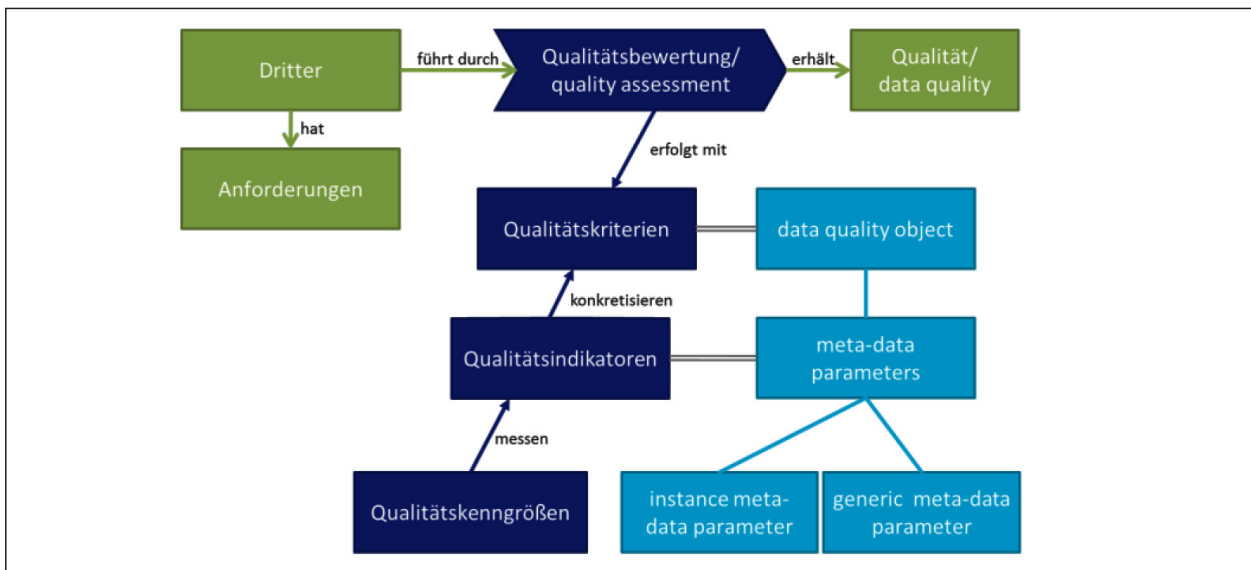 Dritter
führt durch
Qualitätsbewertung/
quality assessment
erhält
Qualität/
data quality
hat
Anforderungen
erfolgt mit
Qualitätskriterien
data quality object
konkretisieren
Qualitätsindikatoren
meta-data
parameters
messen
Qualitätskenngrößen
instance meta-
data parameter
generic meta-data
parameter